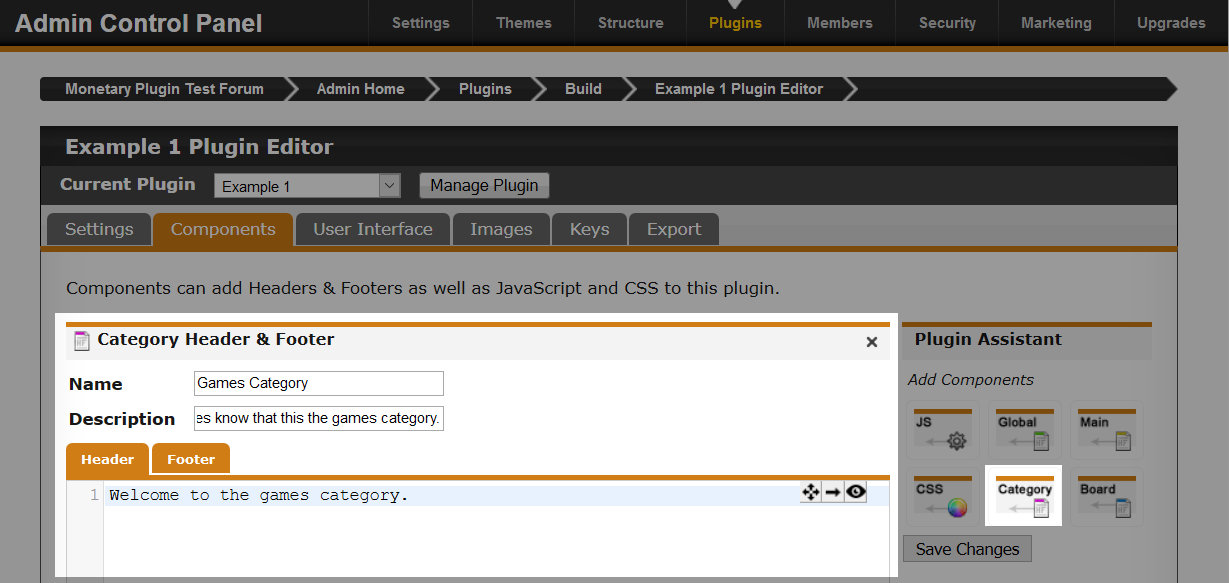 Admin Control Panel Settings Themes Structure Plugins Members Security Marketing Upgrades
Monetary Plugin Test Forum Admin Home Plugins Build Example 1 Plugin Editor
Example 1 Plugin Editor
Current Plugin Example 1 Manage Plugin
Settings Components User Interface Images Keys Export
Components can add Headers & Footers as well as JavaScript and CSS to this plugin.
Category Header & Footer
Name Games Category
Description es know that this the games category.
Header Footer
1 Welcome to the games category.
Plugin Assistant
Add Components
JS Global Main
CSS Category Board
Save Changes